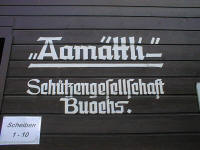 „Aamättli“
Schützengesellschaft
Buochs.
Scheiben
1 - 10